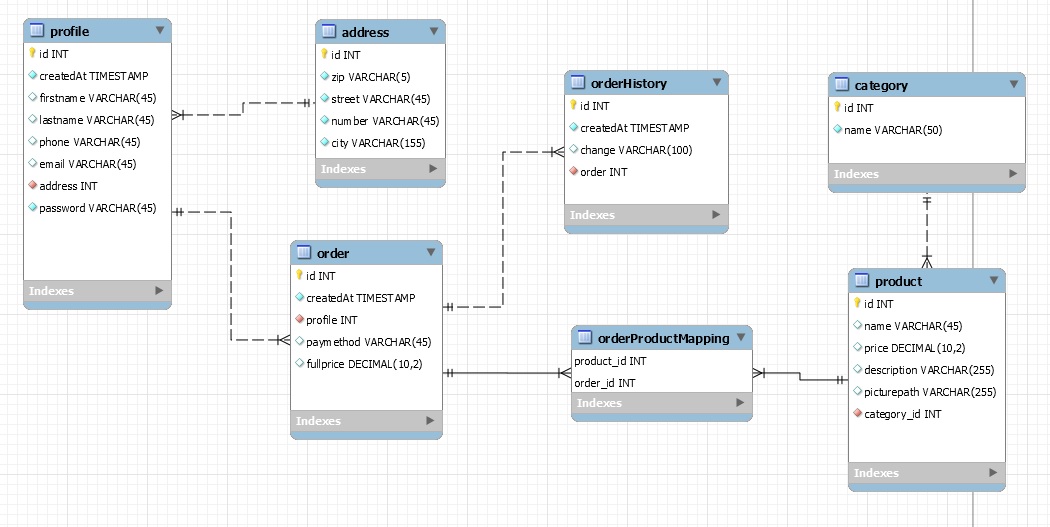 profile
id INT
createdAt TIMESTAMP
firstname VARCHAR(45)
lastname VARCHAR(45)
phone VARCHAR(45)
email VARCHAR(45)
address INT
password VARCHAR(45)
Indexes
address
id INT
zip VARCHAR(5)
street VARCHAR(45)
number VARCHAR(45)
city VARCHAR(155)
Indexes
orderHistory
id INT
createdAt TIMESTAMP
change VARCHAR(100)
order INT
Indexes
category
id INT
name VARCHAR(50)
Indexes
order
id INT
createdAt TIMESTAMP
profile INT
paymethod VARCHAR(45)
fullprice DECIMAL(10,2)
Indexes
orderProductMapping
product_id INT
order_id INT
Indexes
product
id INT
name VARCHAR(45)
price DECIMAL(10,2)
description VARCHAR(255)
picturepath VARCHAR(255)
category_id INT
Indexes